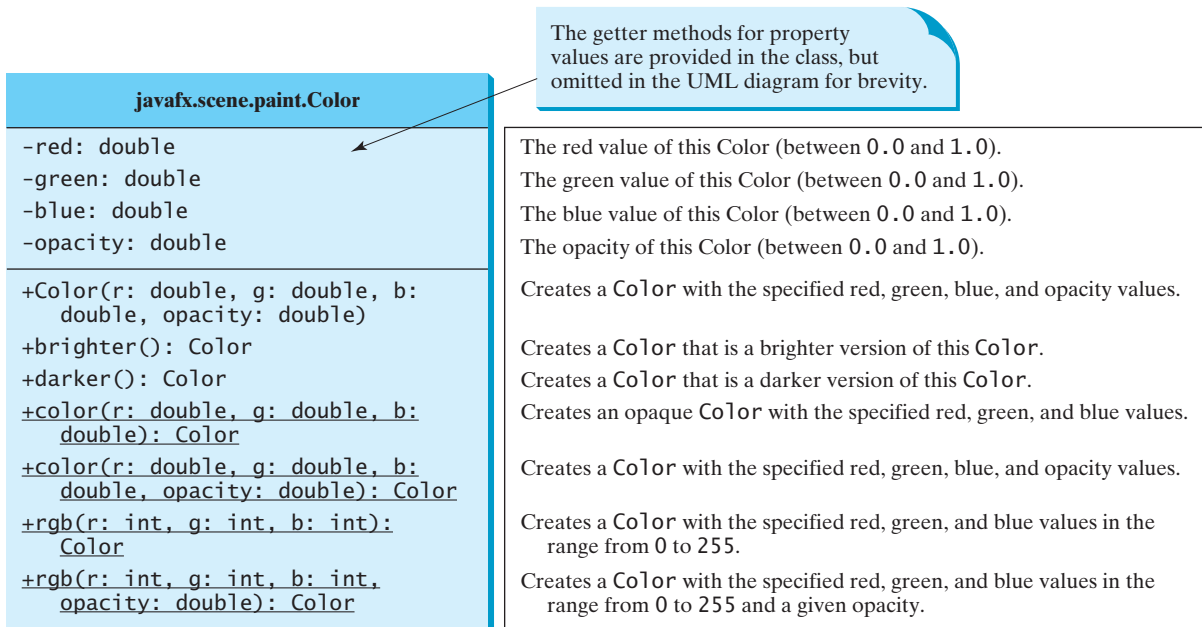 The getter methods for property
values are provided in the class, but
omitted in the UML diagram for brevity.
javafx.scene.paint.Color
-red: double
The red value of this Color (between 0.0 and 1.0).
-green: double
The green value of this Color (between 0.0 and 1.0).
-blue: double
The blue value of this Color (between 0.0 and 1.0).
-opacity: double
The opacity of this Color (between 0.0 and 1.0).
+Color(r: double, g: double, b:
double, opacity: double)
Creates a Color with the specified red, green, blue, and opacity values.
+brighter(): Color
Creates a Color that is a brighter version of this Color.
+darker(): Color
Creates a Color that is a darker version of this Color.
+color(r: double, g: double, b:
double): Color
Creates an opaque Color with the specified red, green, and blue values.
+color(r: double, g: double, b:
double, opacity: double): Color
Creates a Color with the specified red, green, blue, and opacity values.
+rgb(r: int, g: int, b: int):
Color
Creates a Color with the specified red, green, and blue values in the
range from 0 to 255.
+rgb(r: int, g: int, b: int,
opacity: double): Color
Creates a Color with the specified red, green, and blue values in the
range from 0 to 255 and a given opacity.